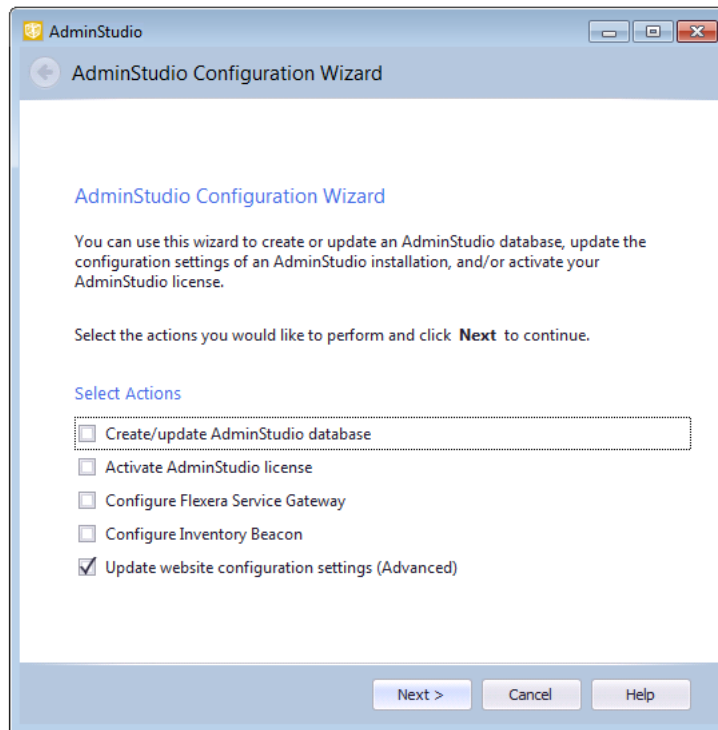 AdminStudio
AdminStudio Configuration Wizard
AdminStudio Configuration Wizard
You can use this wizard to create or update an AdminStudio database, update the
configuration settings of an AdminStudio installation, and/or activate your
AdminStudio license.
Select the actions you would like to perform and click Next to continue.
Select Actions
Create/update AdminStudio database
Activate AdminStudio license
Configure Flexera Service Gateway
Configure Inventory Beacon
Update website configuration settings (Advanced)
Next > Cancel Help